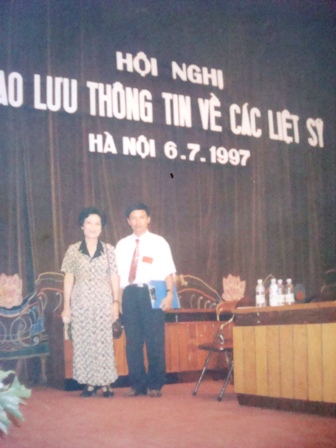 HỘI NGHỊ
AO LƯU THÔNG TIN VỀ CÁC LIỆT SỸ
HÀ NỘI 6.7.1997